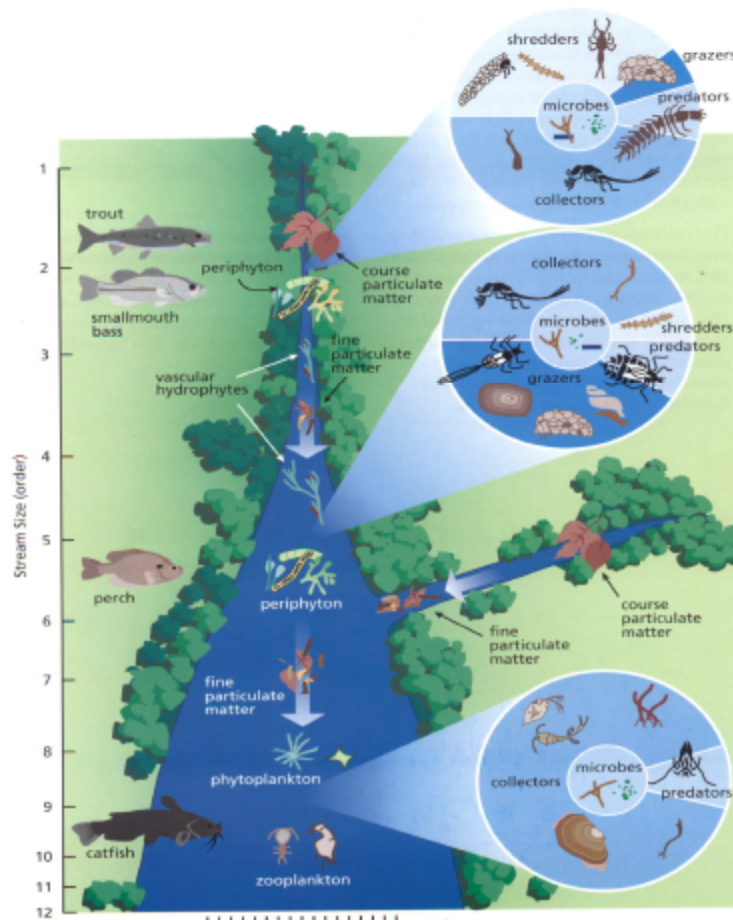 shredders
grazers
predators
microbes
collectors
1
trout
2
periphyton
course
particulate
matter
smallmouth
bass
collectors
microbes
shredders
predators
grazers
3
fine
particulate
matter
vascular
hydrophytes
4
Stream Size (order)
5
perch
periphyton
6
course
particulate
matter
fine
particulate
matter
7
fine
particulate
matter
8
phytoplankton
collectors
microbes
predators
9
catfish
10
zooplankton
11
12